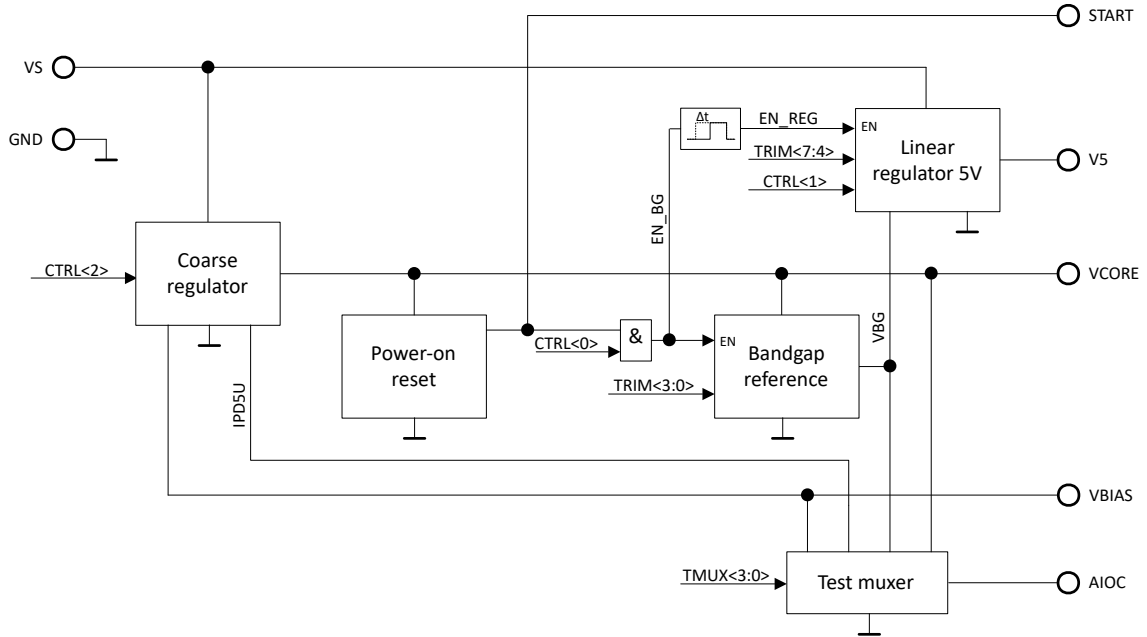 START
VS
Δt
EN_REG
GND
EN
Linear
regulator 5V
TRIM<7:4>
V5
CTRL<1>
EN_BG
Coarse
regulator
CTRL<2>
VCORE
Power-on
reset
&
CTRL<0>
EN
Bandgap
reference
VBG
TRIM<3:0>
IPD5U
VBIAS
TMUX<3:0>
Test muxer
AIOC